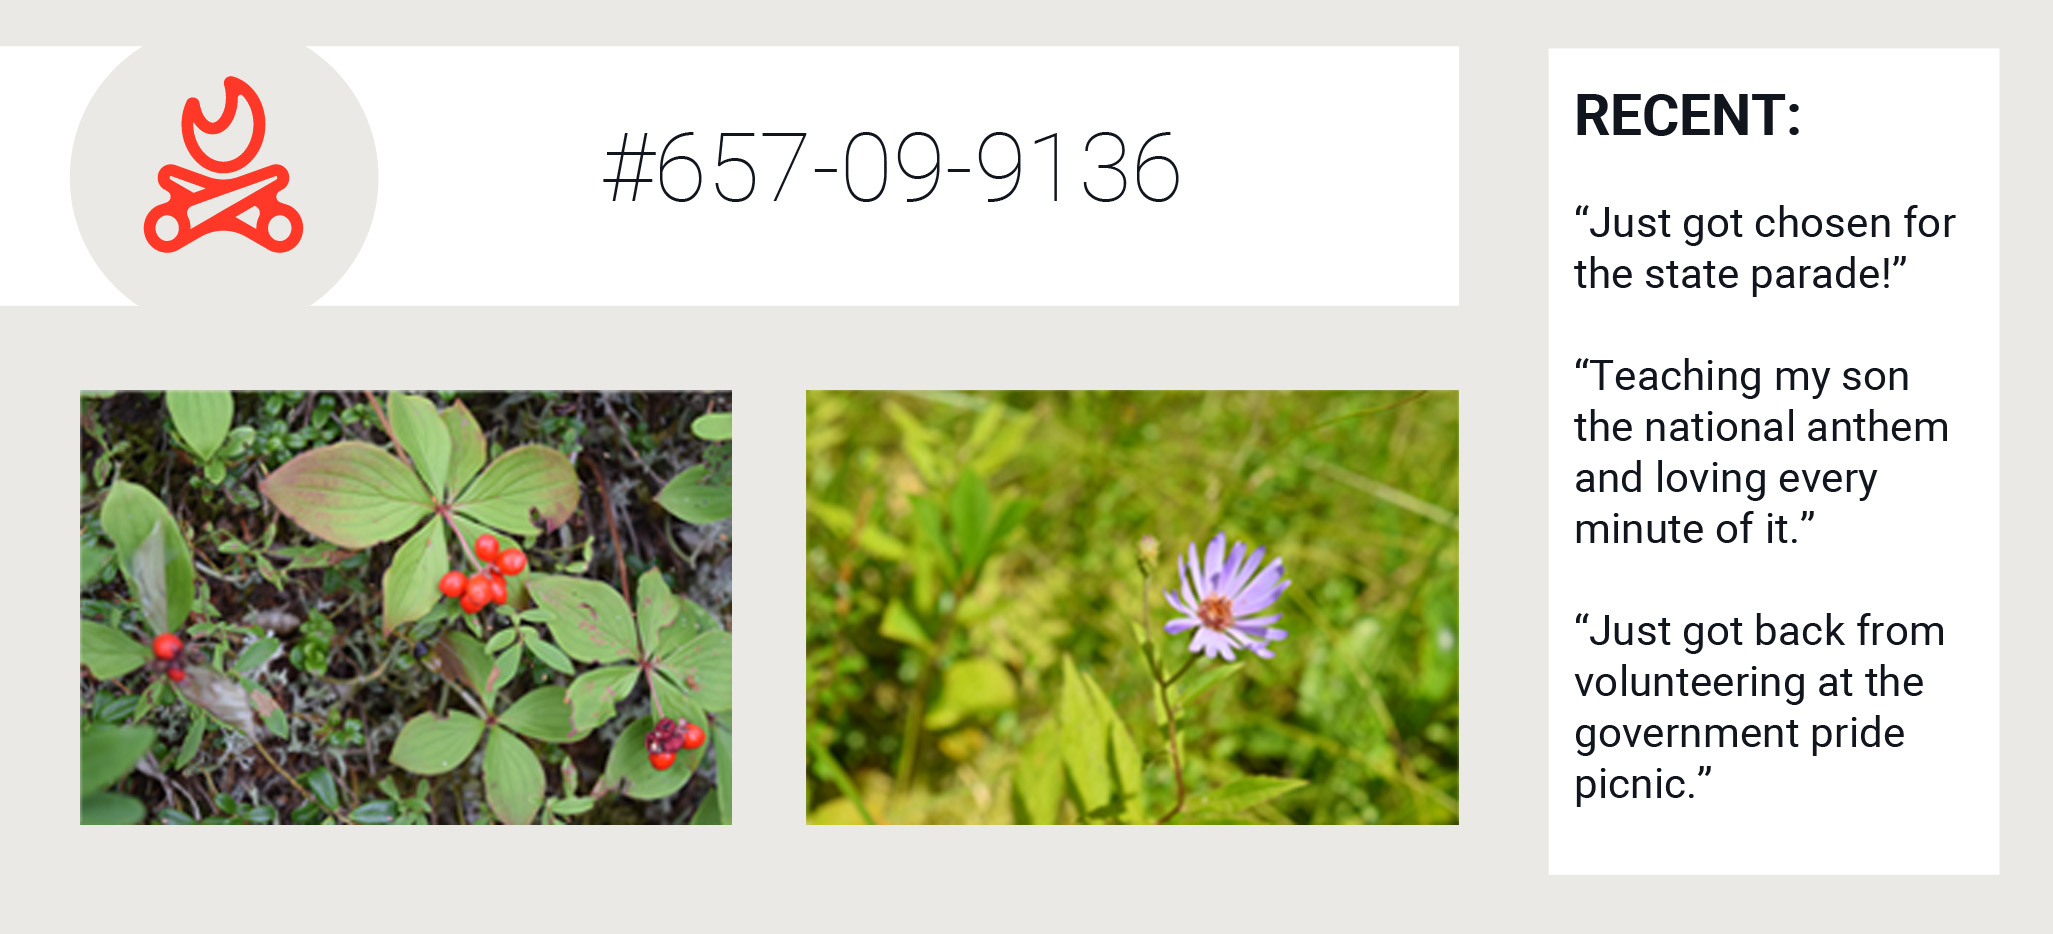 #657-09-9136
RECENT:
“Just got chosen for
the state parade!”
“Teaching my son
the national anthem
and loving every
minute of it.”
“Just got back from
volunteering at the
government pride
picnic.”